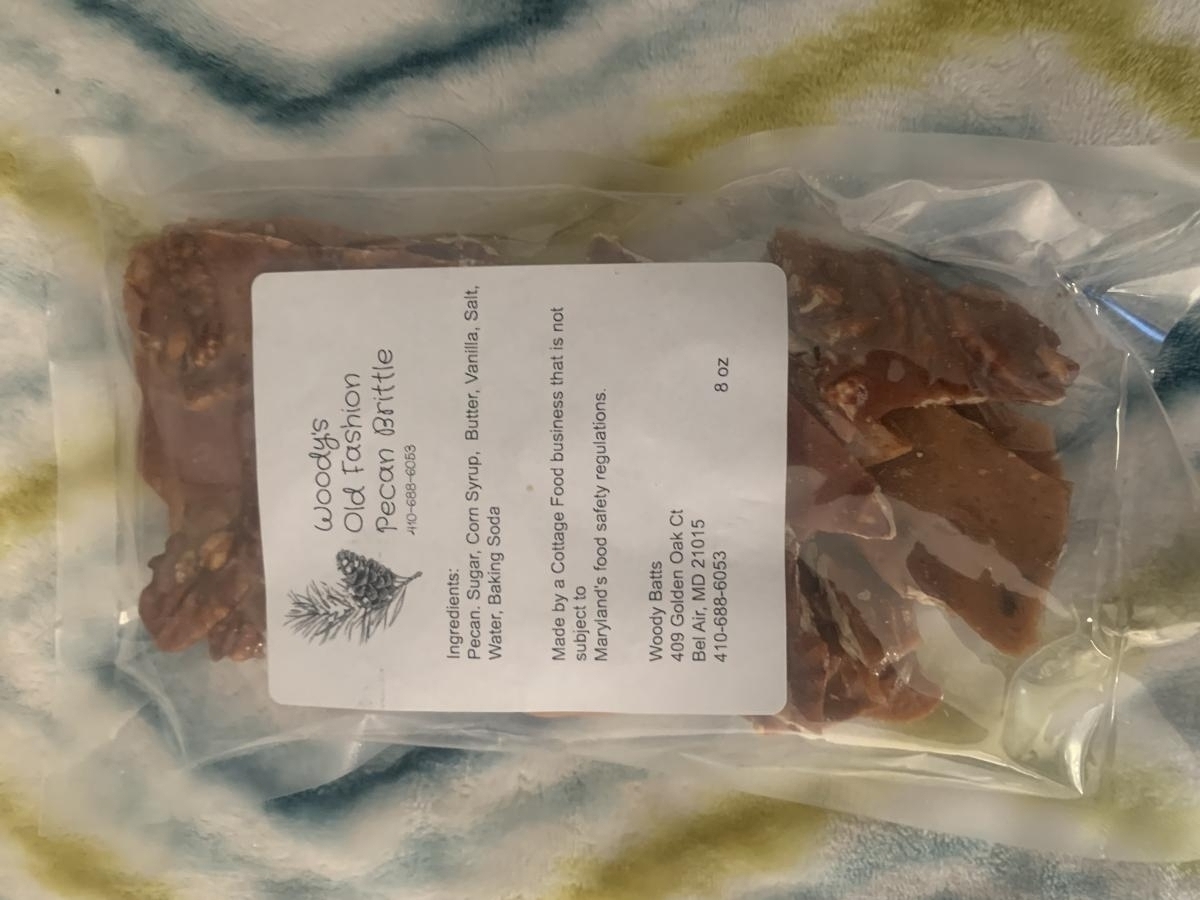 Woody's
Old Fashion
Pecan Brittle
410-688-6053
Ingredients:
Pecan. Sugar, Corn Syrup, Butter, Vanilla, Salt,
Water, Baking Soda
Made by a Cottage Food business that is not
subject to
Maryland's food safety regulations.
Woody Batts
409 Golden Oak Ct
Bel Air, MD 21015
410-688-6053
8 oz